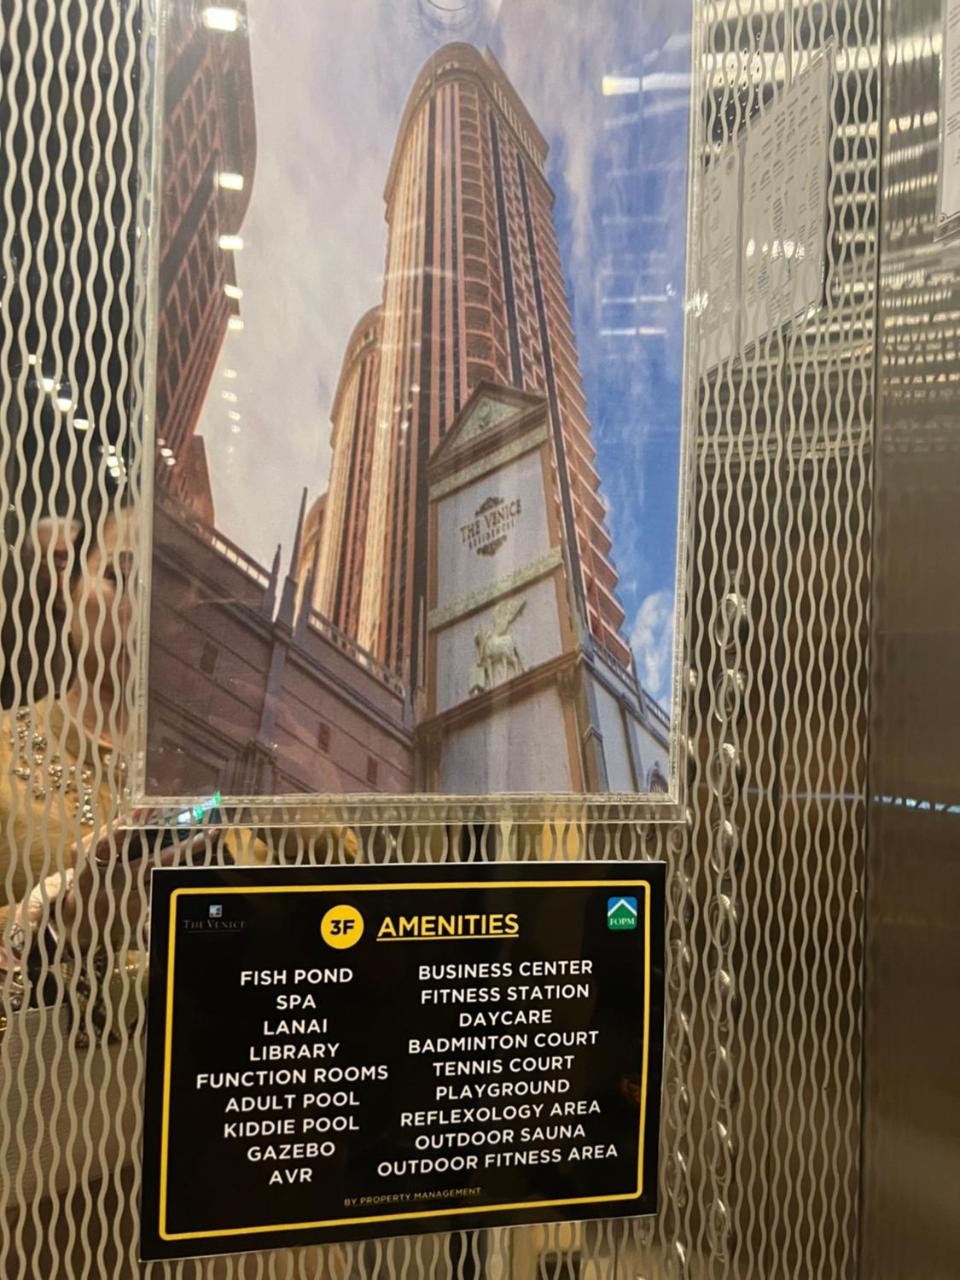 THE VENICE
RESIDENCES
THE VENICE
3F AMENITIES
FOPM
FISH POND
SPA
LANAI
LIBRARY
FUNCTION ROOMS
ADULT POOL
KIDDIE POOL
GAZEBO
AVR
BUSINESS CENTER
FITNESS STATION
DAYCARE
BADMINTON COURT
TENNIS COURT
PLAYGROUND
REFLEXOLOGY AREA
OUTDOOR SAUNA
OUTDOOR FITNESS AREA
BY PROPERTY MANAGEMENT